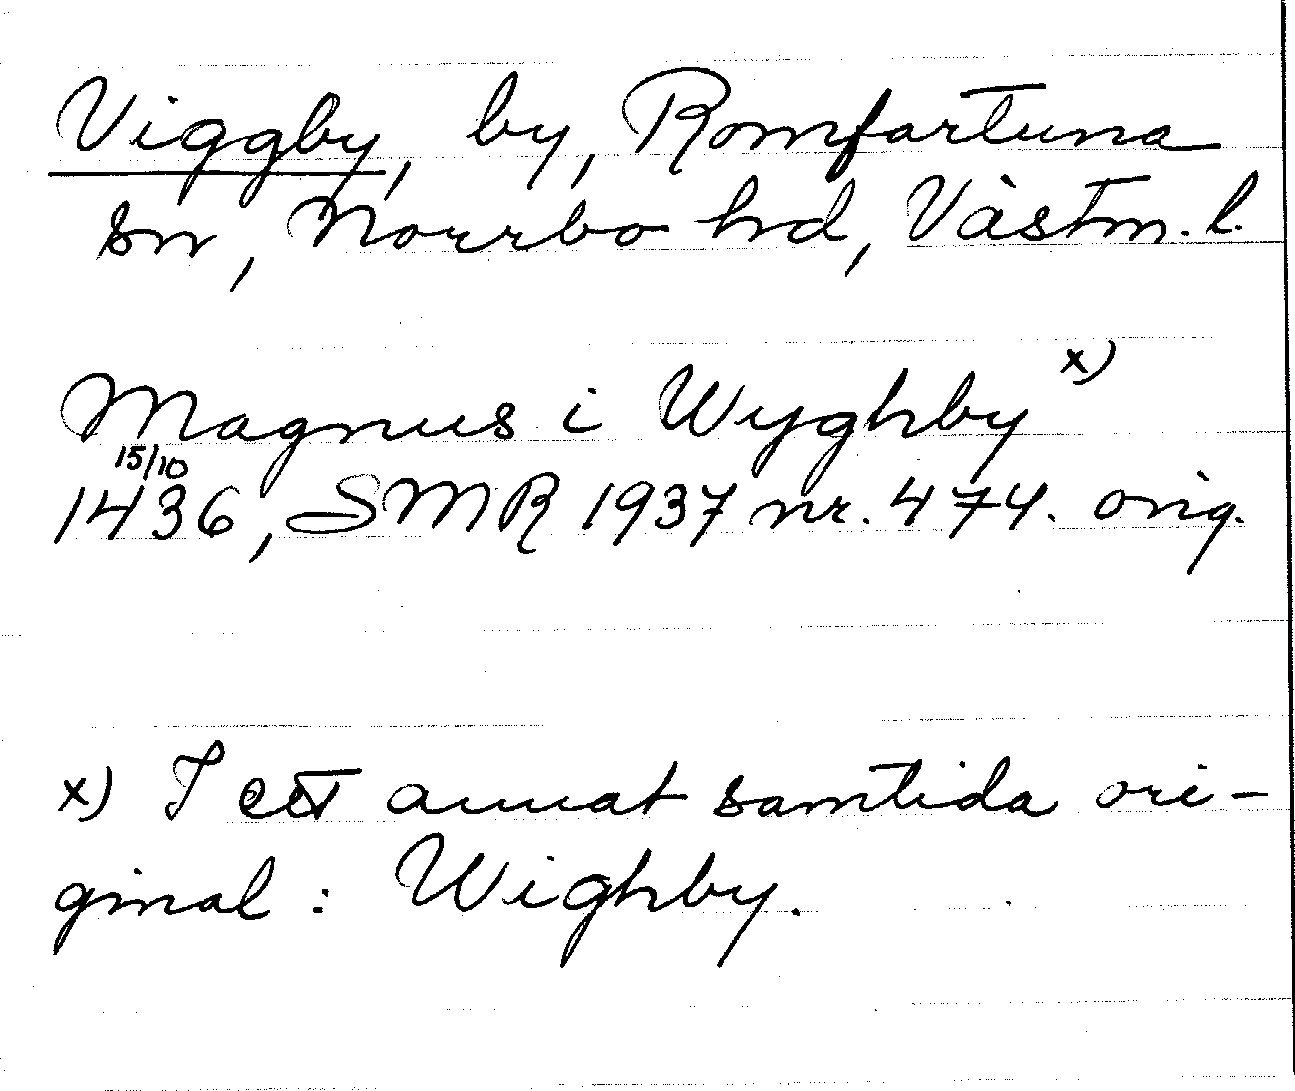 Viggby, by, Romfartuna
sn, Norrbo hd, Västm. l.
Magnus i Wyghby x)
15/10
1436, SMR 1937 nr. 474. orig.
x) I ett annat samtida ori-
ginal: Wighby.